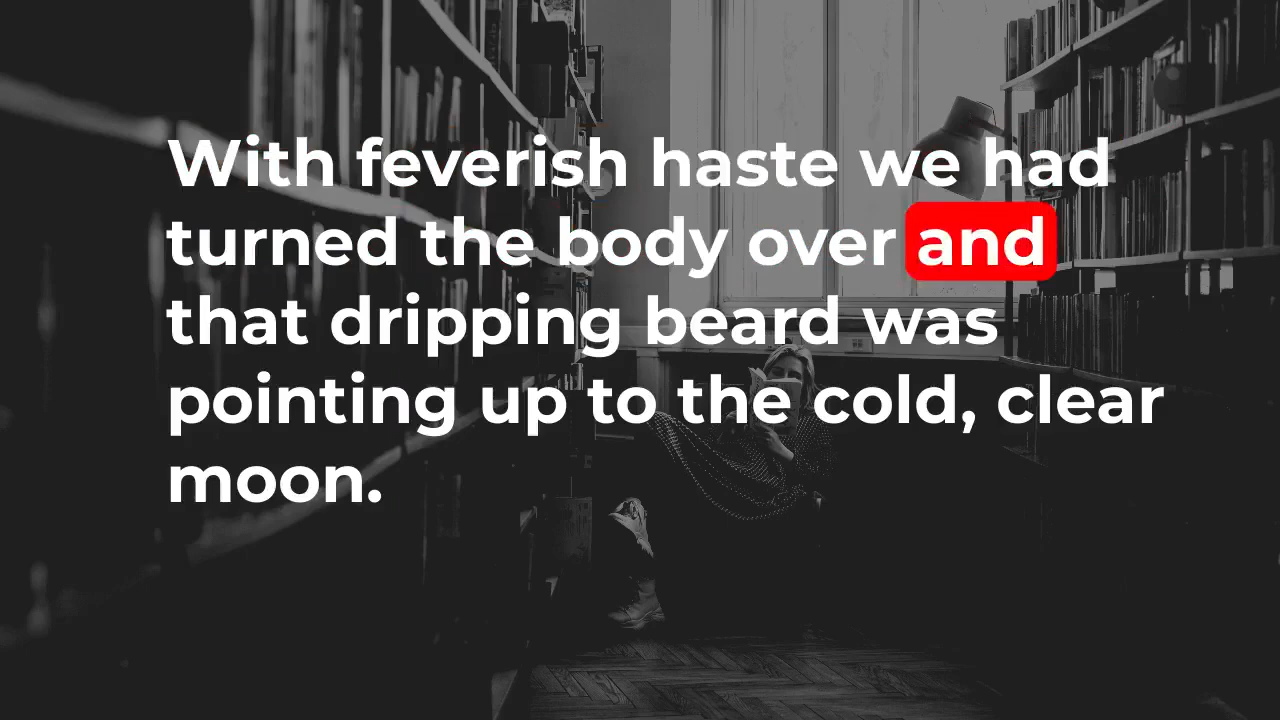 With feverish haste we had
turned the body over and
that dripping beard was
pointing up to the cold, clear
moon.